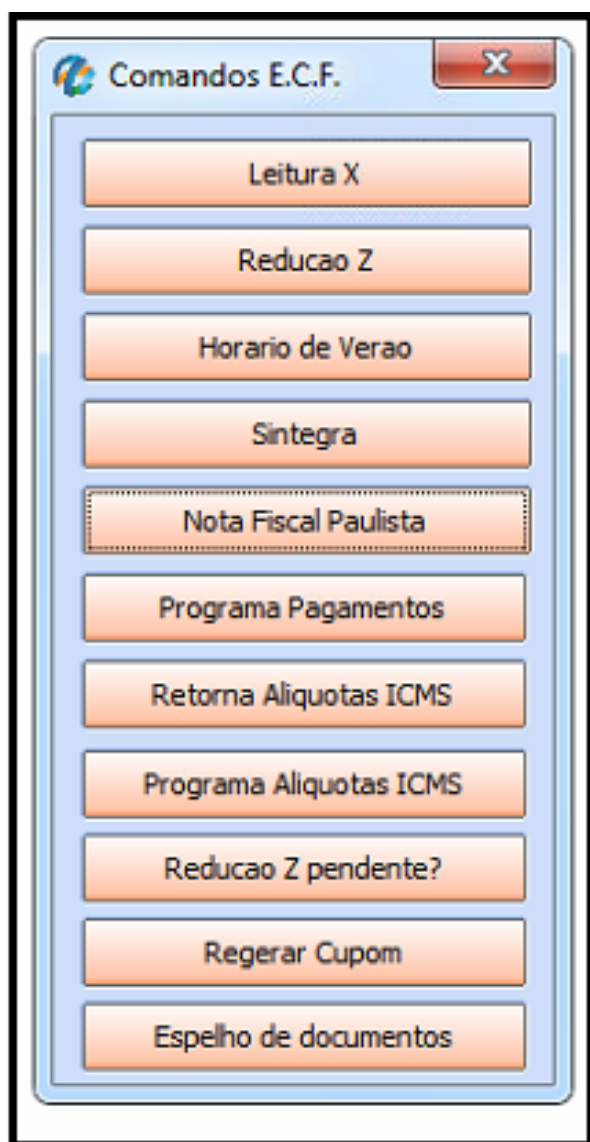 Comandos E.C.F.
Leitura X
Reducao Z
Horario de Verao
Sintegra
Nota Fiscal Paulista
Programa Pagamentos
Retorna Aliquotas ICMS
Programa Aliquotas ICMS
Reducao Z pendente?
Regerar Cupom
Espelho de documentos